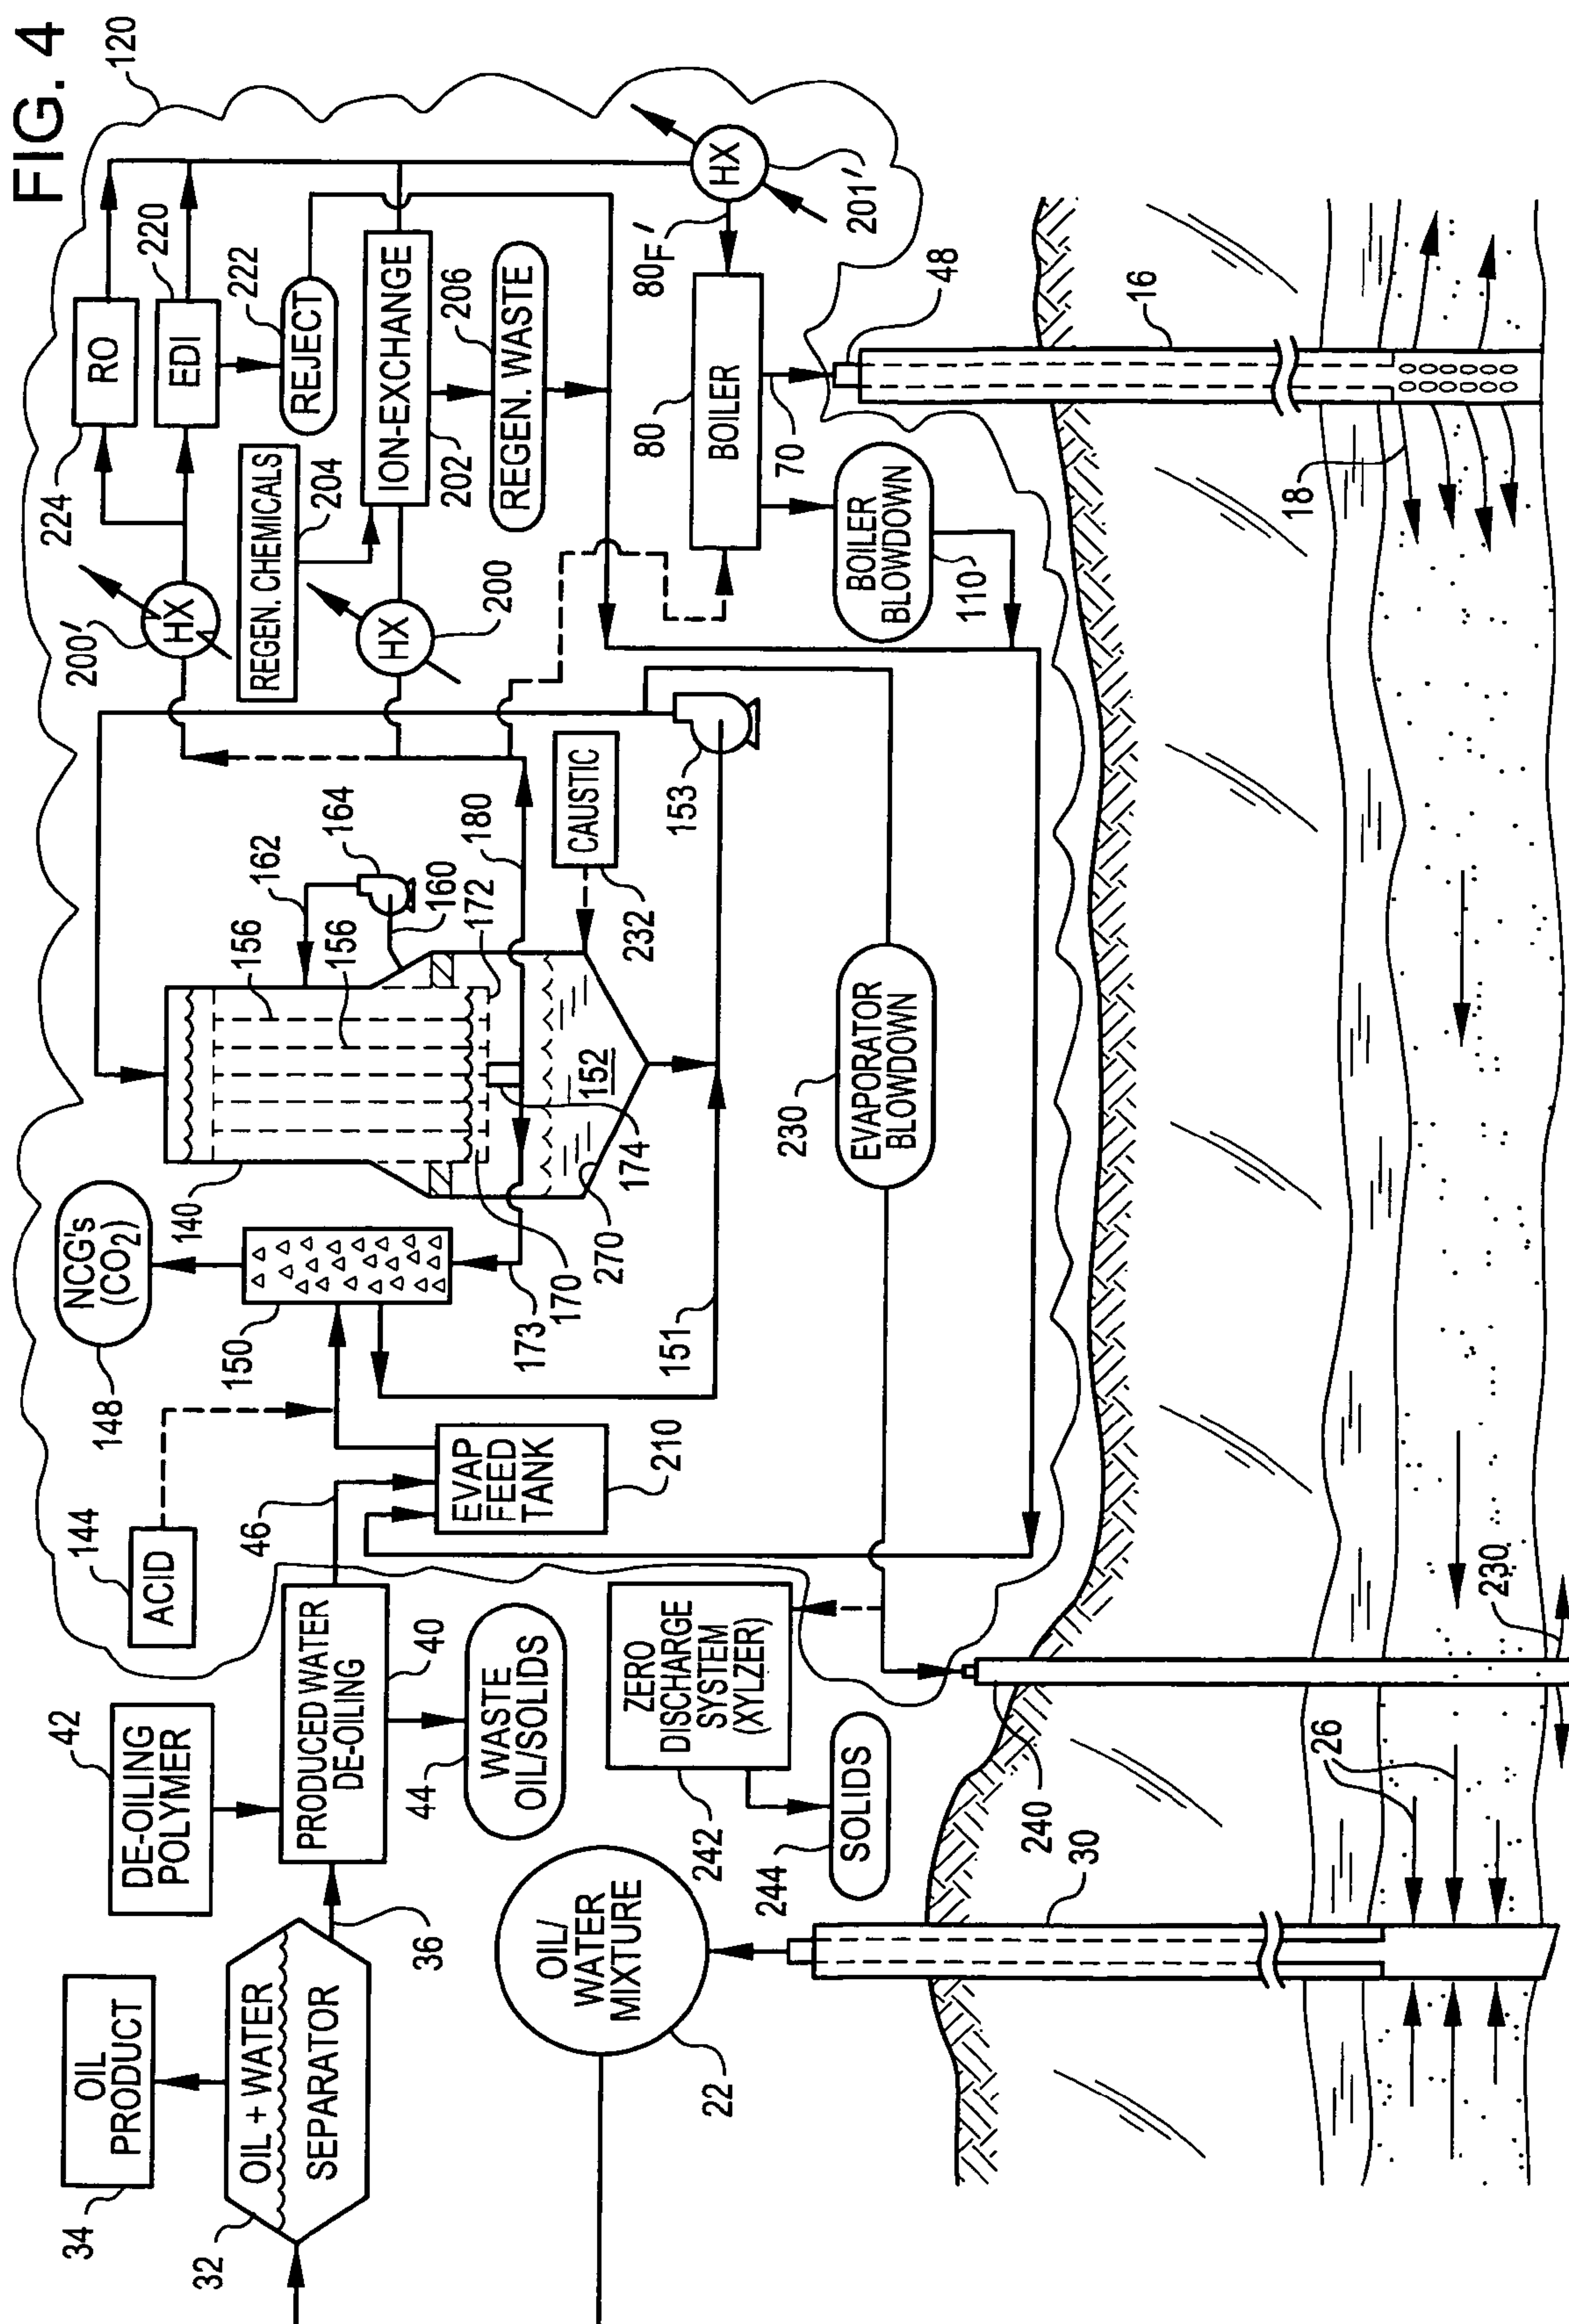 FIG. 4
120
OIL
PRODUCT
34
OIL + WATER
SEPARATOR
32
36
DE-OILING
POLYMER
42
PRODUCED WATER
DE-OILING
40
WASTE
OIL/SOLIDS
44
OIL/
WATER
MIXTURE
22
ACID
144
46
EVAP
FEED
TANK
210
NCG's
(CO2)
148
150
140
151
173
170
270
174
152
156
156
162
164
160
172
180
CAUSTIC
232
153
HX
200'
HX
200
REGEN. CHEMICALS
204
RO
224
EDI
220
REJECT
222
ION-EXCHANGE
202
REGEN. WASTE
206
HX
201'
80F'
BOILER
80
70
BOILER
BLOWDOWN
110
48
16
18
EVAPORATOR
BLOWDOWN
230
ZERO
DISCHARGE
SYSTEM
(XYLZER)
242
SOLIDS
244
240
30
26
230